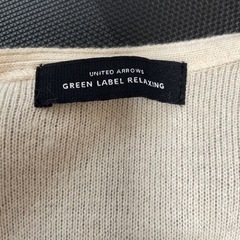 UNITED ARROWS
GREEN LABEL RELAXING